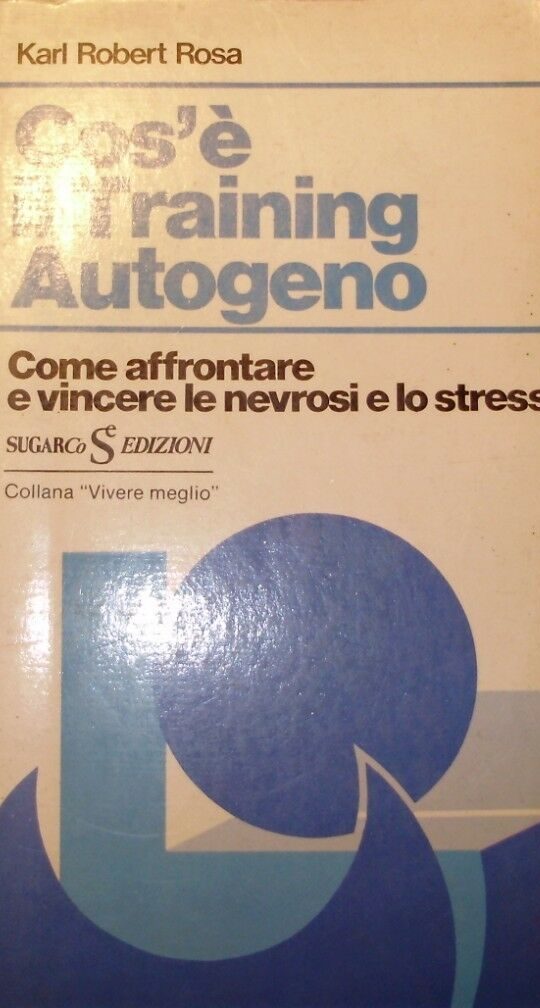 Karl Robert Rosa
Cos'è
il Training
Autogeno
Come affrontare
e vincere le nevrosi e lo stress
SUGARCo Se EDIZIONI
Collana "Vivere meglio"